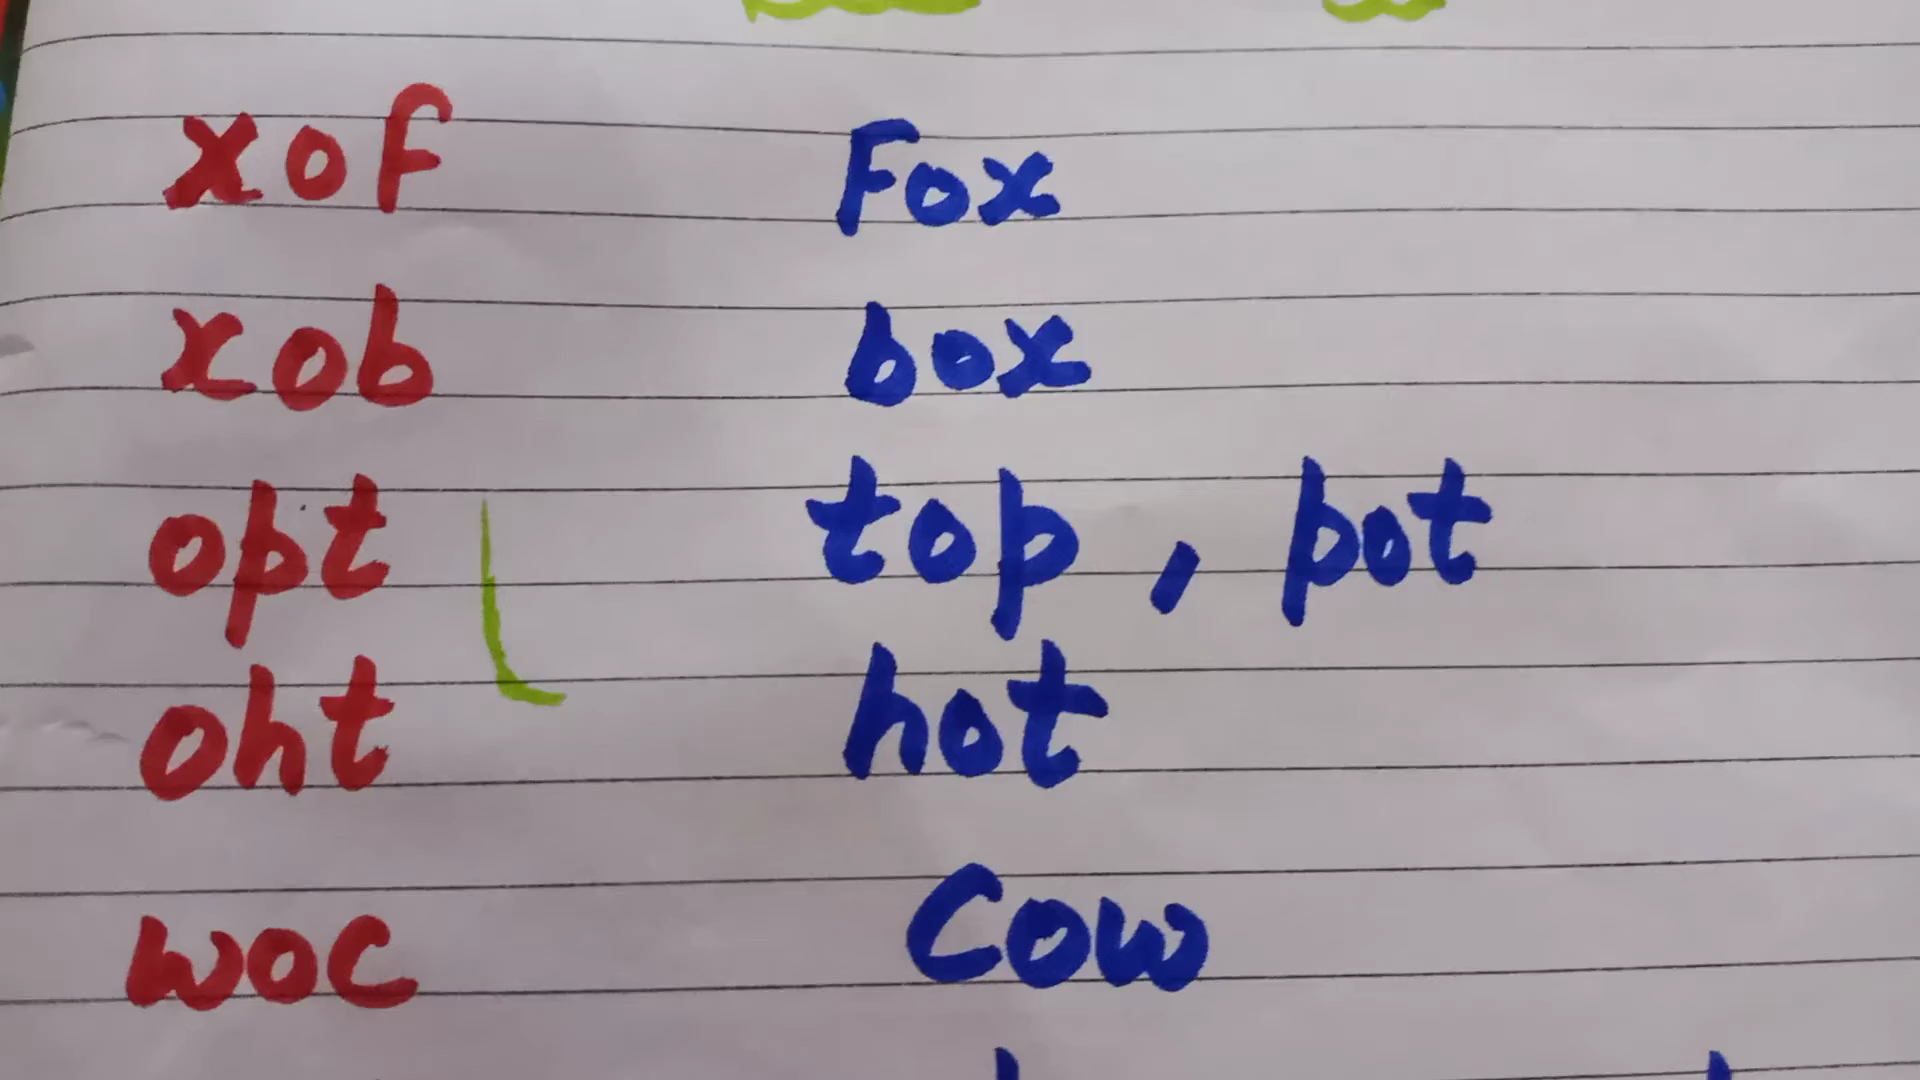 xof Fox
xob box
opt top, pot
oht hot
woc Cow